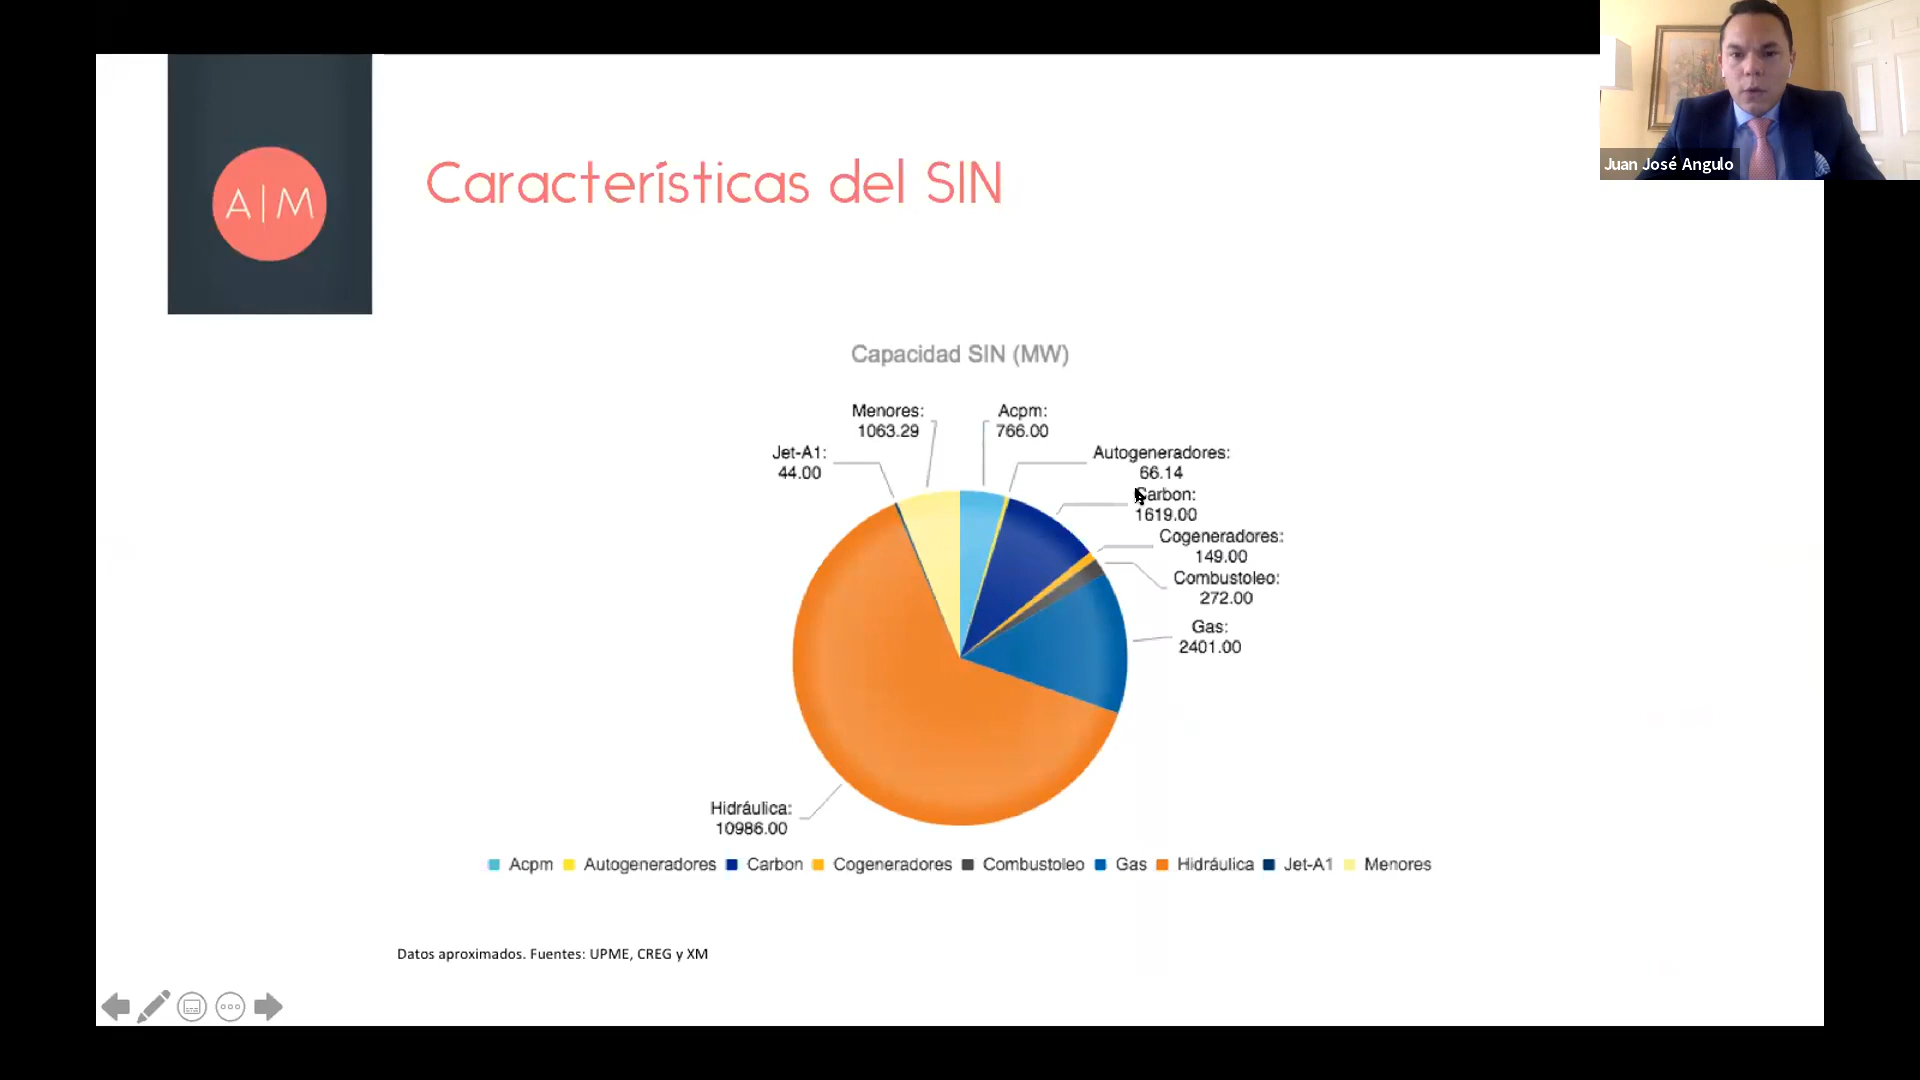 Juan José Angulo
A|M
Características del SIN
Capacidad SIN (MW)
Menores:
1063.29
Acpm:
766.00
Jet-A1:
44.00
Autogeneradores:
66.14
Carbon:
1619.00
Cogeneradores:
149.00
Combustoleo:
272.00
Gas:
2401.00
Hidráulica:
10986.00
Acpm Autogeneradores Carbon Cogeneradores Combustoleo Gas Hidráulica Jet-A1 Menores
Datos aproximados. Fuentes: UPME, CREG y XM